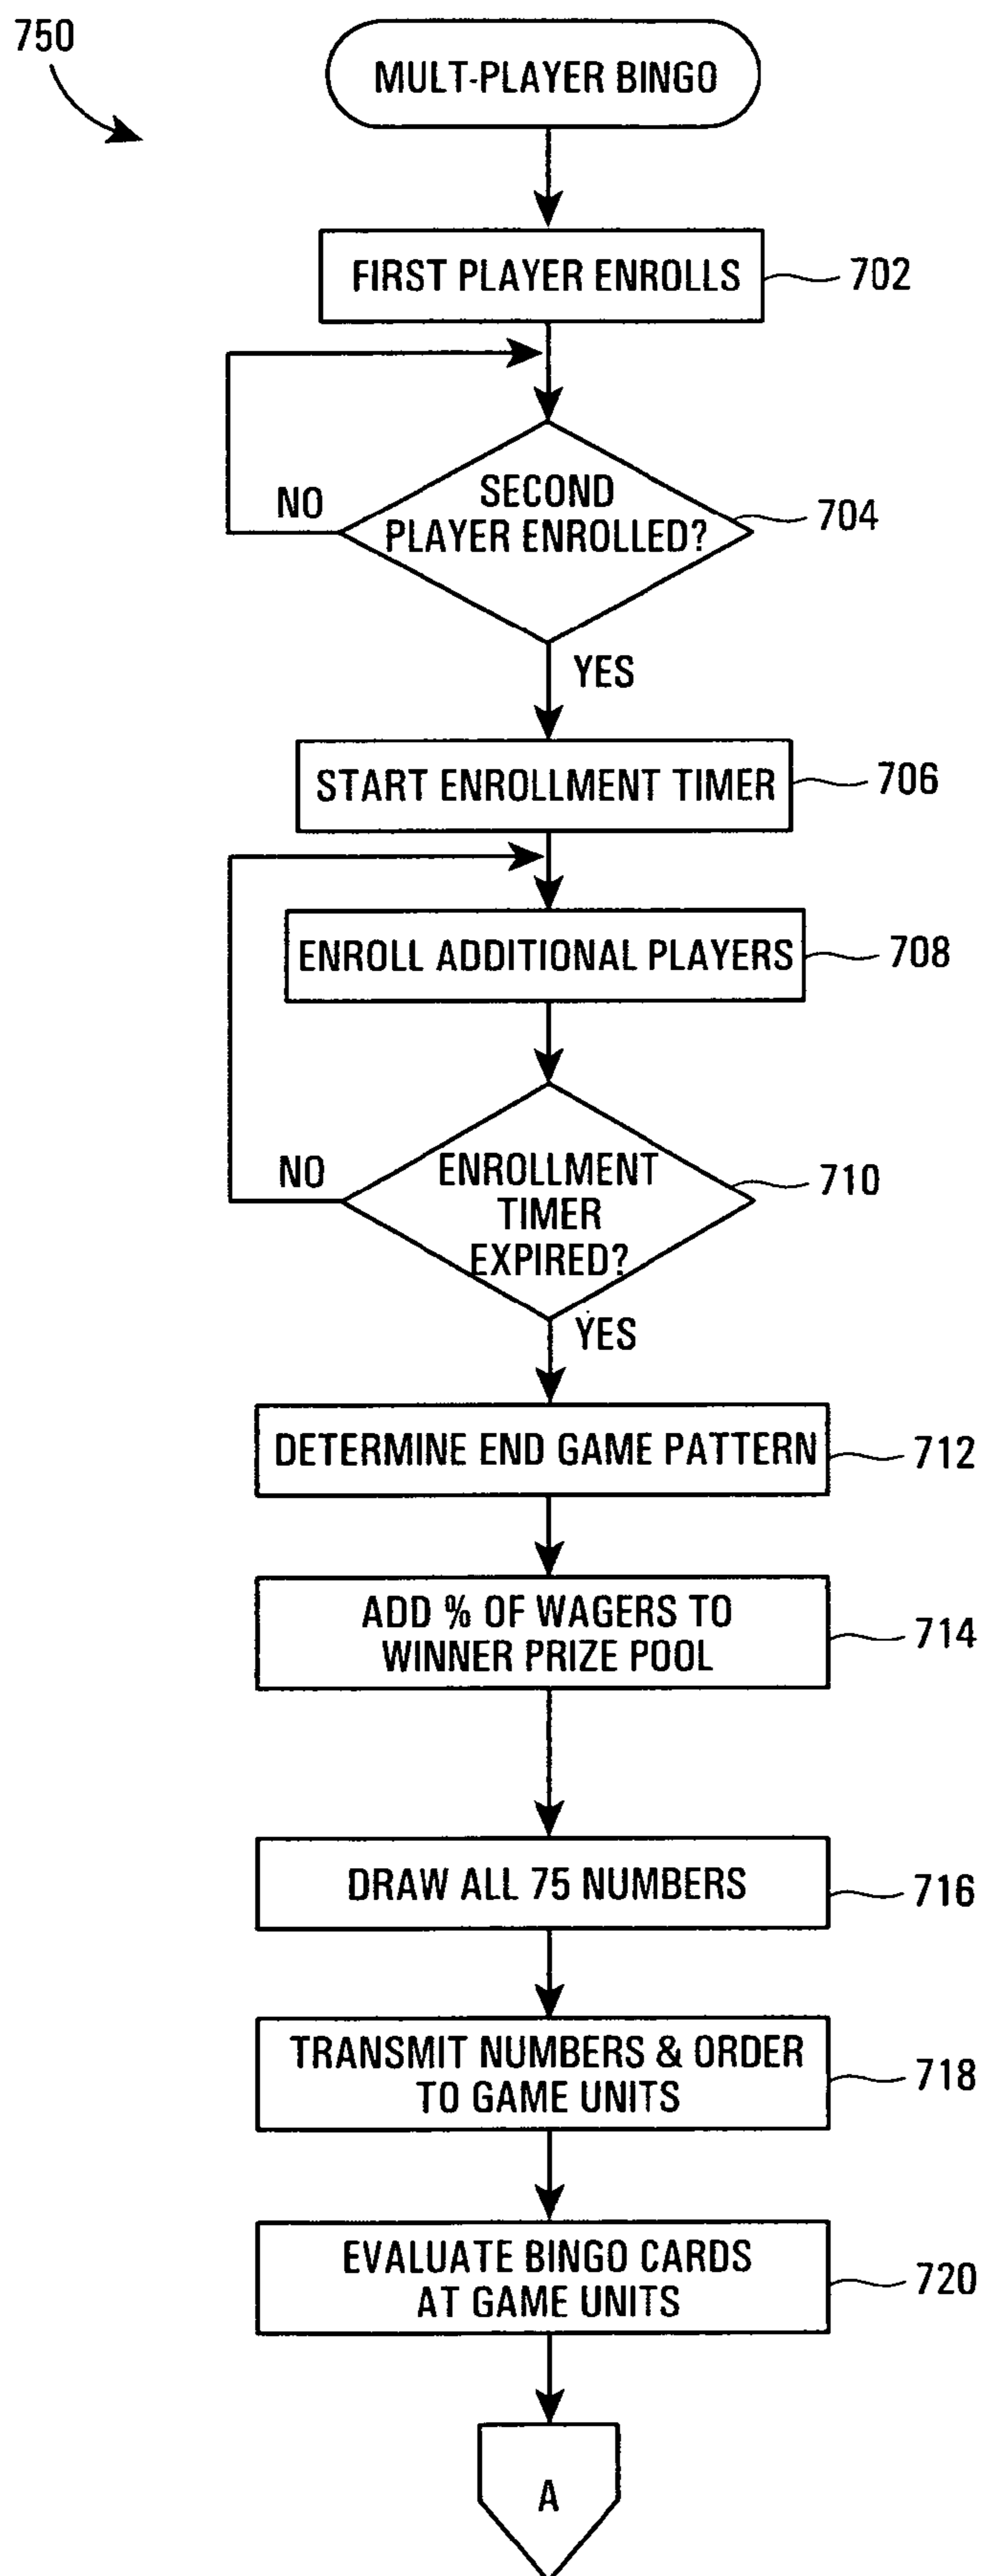 750
MULT-PLAYER BINGO
FIRST PLAYER ENROLLS
702
NO
SECOND
PLAYER ENROLLED?
704
YES
START ENROLLMENT TIMER
706
ENROLL ADDITIONAL PLAYERS
708
NO
ENROLLMENT
TIMER
EXPIRED?
710
YES
DETERMINE END GAME PATTERN
712
ADD % OF WAGERS TO
WINNER PRIZE POOL
714
DRAW ALL 75 NUMBERS
716
TRANSMIT NUMBERS & ORDER
TO GAME UNITS
718
EVALUATE BINGO CARDS
AT GAME UNITS
720
A